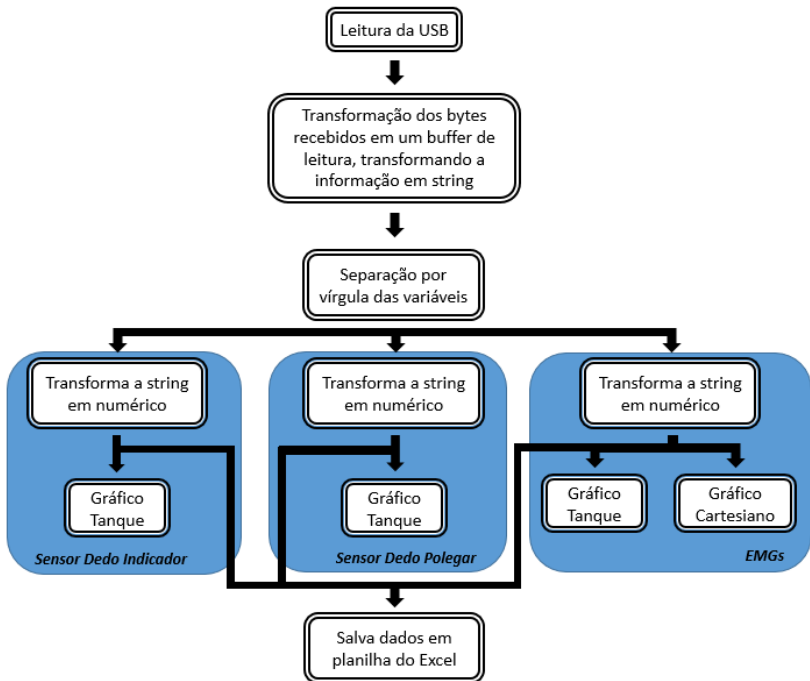 Leitura da USB
Transformação dos bytes
recebidos em um buffer de
leitura, transformando a
informação em string
Separação por
vírgula das variáveis
Transforma a string
em numérico
Gráfico
Tanque
Sensor Dedo Indicador
Transforma a string
em numérico
Gráfico
Tanque
Sensor Dedo Polegar
Transforma a string
em numérico
Gráfico
Tanque
Gráfico
Cartesiano
EMGs
Salva dados em
planilha do Excel